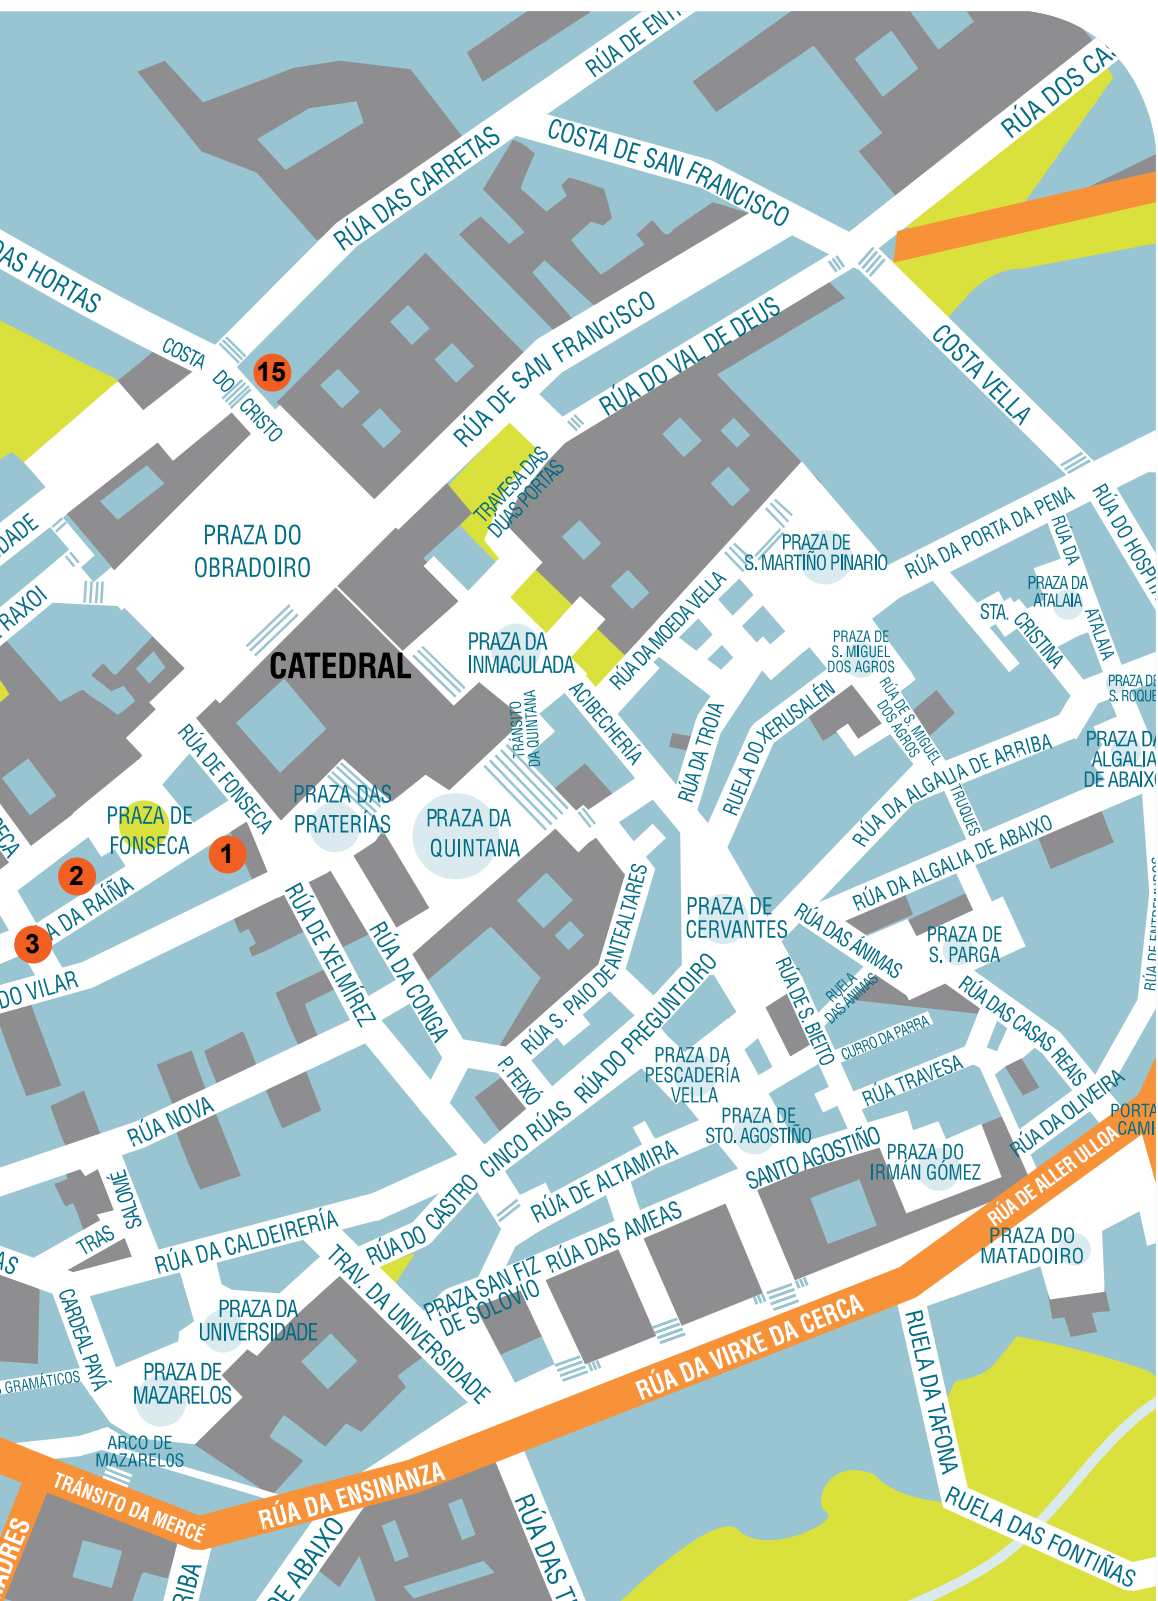 RÚA DE
RÚA DAS CARRETAS
COSTA DE SAN FRANCISCO
RÚA DOS
DAS HORTAS
COSTA
DO
CRISTO
15
RÚA DE SAN FRANCISCO
RÚA DO VAL DE DEUS
COSTA VELLA
TRAVESA DAS
DUAS PORTAS
PRAZA DO
OBRADOIRO
PRAZA DE
S. MARTIÑO PINARIO
RÚA DA PORTA DA PENA
RÚA DO
RÚA DA
ATALAIA
PRAZA DA
ATALAIA
STA. CRISTINA
RAXOI
CATEDRAL
PRAZA DA
INMACULADA
RÚA DA MOEDA VELLA
PRAZA DE
S. MIGUEL
DOS AGROS
RÚA DE S. MIGUEL
DOS AGROS
PRAZA DE
S. ROQUE
TRÁNSITO
DA QUINTANA
ACIBECHERÍA
RÚA DA TROIA
RUELA DO XERUSALÉN
RÚA DA ALGALIA DE ARRIBA
PRAZA DA
ALGALIA
DE ABAIXO
TRUQUES
RÚA DE FONSECA
PRAZA DE
FONSECA
PRAZA DAS
PRATERÍAS
PRAZA DA
QUINTANA
1
2
3
A DA RAÍÑA
DO VILAR
RÚA DE XELMÍREZ
RÚA DA CONGA
RÚA S. PAIO DE ANTEALTARES
PRAZA DE
CERVANTES
RÚA DA ALGALIA DE ABAIXO
RÚA DAS ÁNIMAS
PRAZA DE
S. PARGA
RÚA DE ENTREMUROS
RÚA DE S. BIEITO
RUELA
DAS ÁNIMAS
CURRO DA PARRA
RÚA DAS CASAS REAIS
RÚA TRAVESA
RÚA DA OLIVEIRA
PORTA
RÚA DO PREGUNTOIRO
P. FEIXÓ
CINCO RÚAS
PRAZA DA
PESCADERÍA
VELLA
PRAZA DE
STO. AGOSTIÑO
SANTO AGOSTIÑO
PRAZA DO
IRMÁN GÓMEZ
RÚA DE ALLER ULLOA
PRAZA DO
MATADOIRO
RÚA NOVA
TRAS SALOMÉ
RÚA DA CALDEIRERÍA
RÚA DO CASTRO
RÚA DE ALTAMIRA
RÚA DAS AMEAS
PRAZA SAN FIZ
DE SOLOVIO
TRAV. DA UNIVERSIDADE
PRAZA DA
UNIVERSIDADE
CARDEAL PAYÁ
GRAMÁTICOS
PRAZA DE
MAZARELOS
ARCO DE
MAZARELOS
RÚA DA VIRXE DA CERCA
RÚA DA ENSINANZA
TRÁNSITO DA MERCÉ
RUELA DA TAFONA
RUELA DAS FONTIÑAS
RÚA DAS
DE ABAIXO